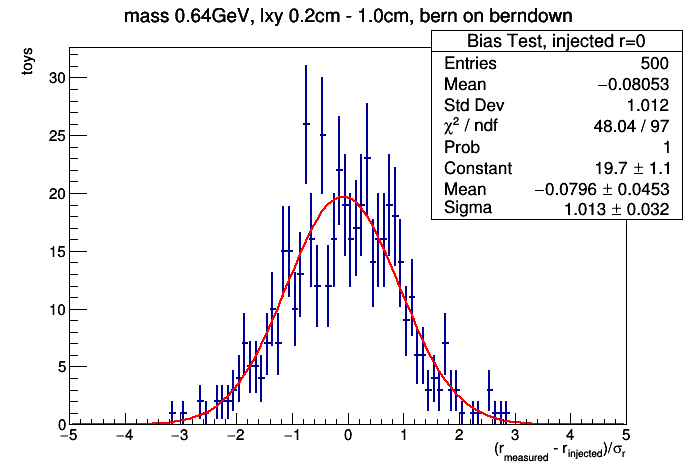 mass 0.64GeV, lxy 0.2cm - 1.0cm, bern on berndown
Bias Test, injected r=0
Entries 500
Mean −0.08053
Std Dev 1.012
χ² / ndf 48.04 / 97
Prob 1
Constant 19.7 ± 1.1
Mean −0.0796 ± 0.0453
Sigma 1.013 ± 0.032
toys
30
25
20
15
10
5
0
−5 −4 −3 −2 −1 0 1 2 3 4 5
(r_measured - r_injected)/σ_r